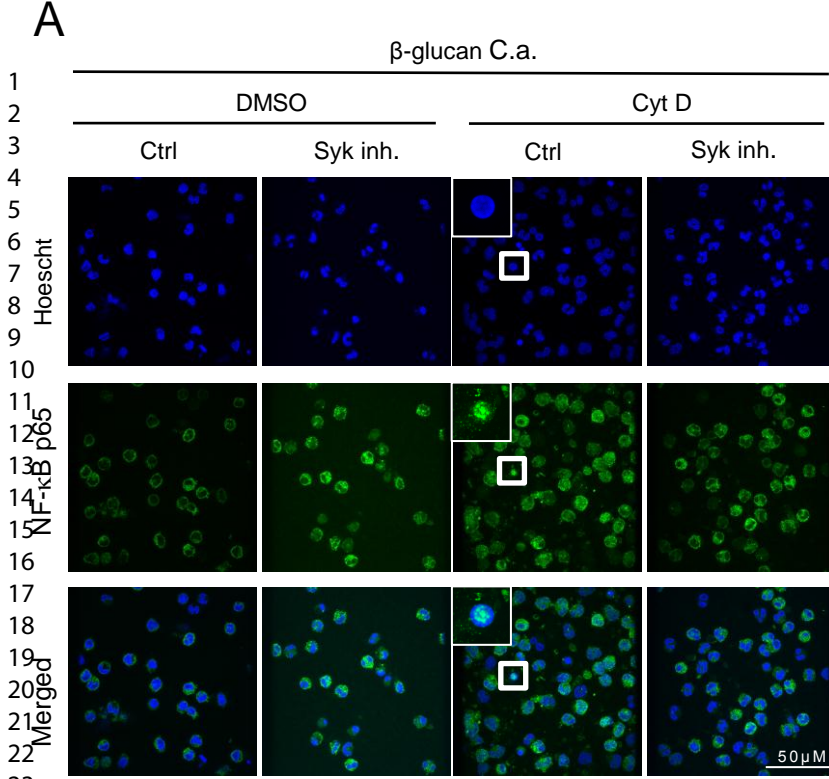 A
β-glucan C.a.
DMSO Cyt D
Ctrl Syk inh. Ctrl Syk inh.
1
2
3
4
5
6
7
8
9
10
11
12
13
14
15
16
17
18
19
20
21
22
Hoescht
NF-κB p65
Merged
50µM